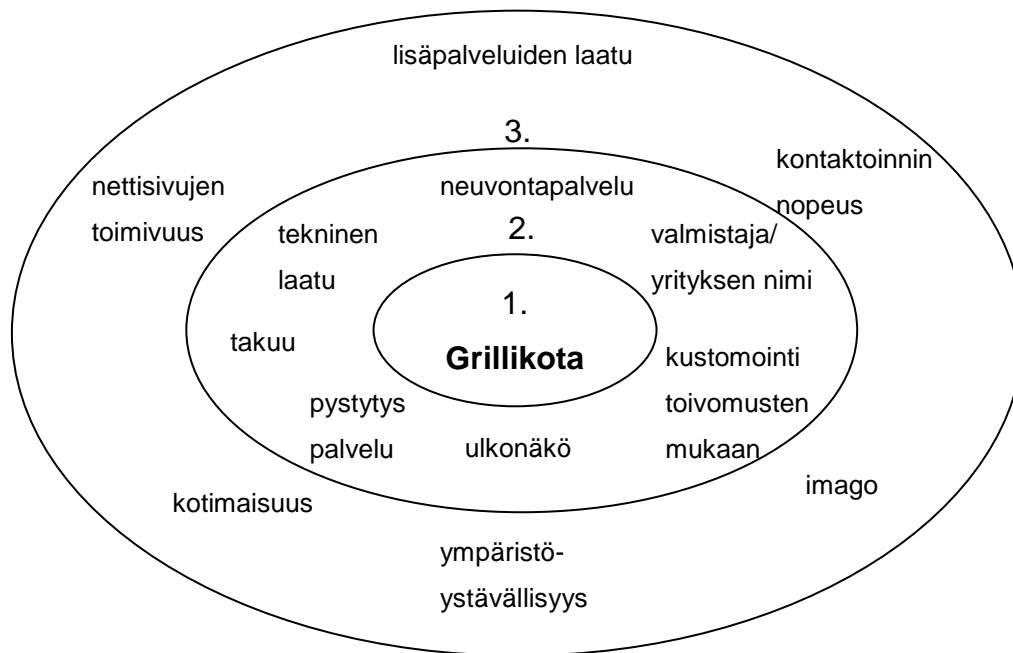 lisäpalveluiden laatu
3.
kontaktoinnin
nopeus
nettisivujen
toimivuus
neuvontapalvelu
2.
tekninen
laatu
valmistaja/
yrityksen nimi
1.
Grillikota
takuu
kustomointi
toivomusten
mukaan
pystytys
palvelu
ulkonäkö
kotimaisuus
imago
ympäristö-
ystävällisyys